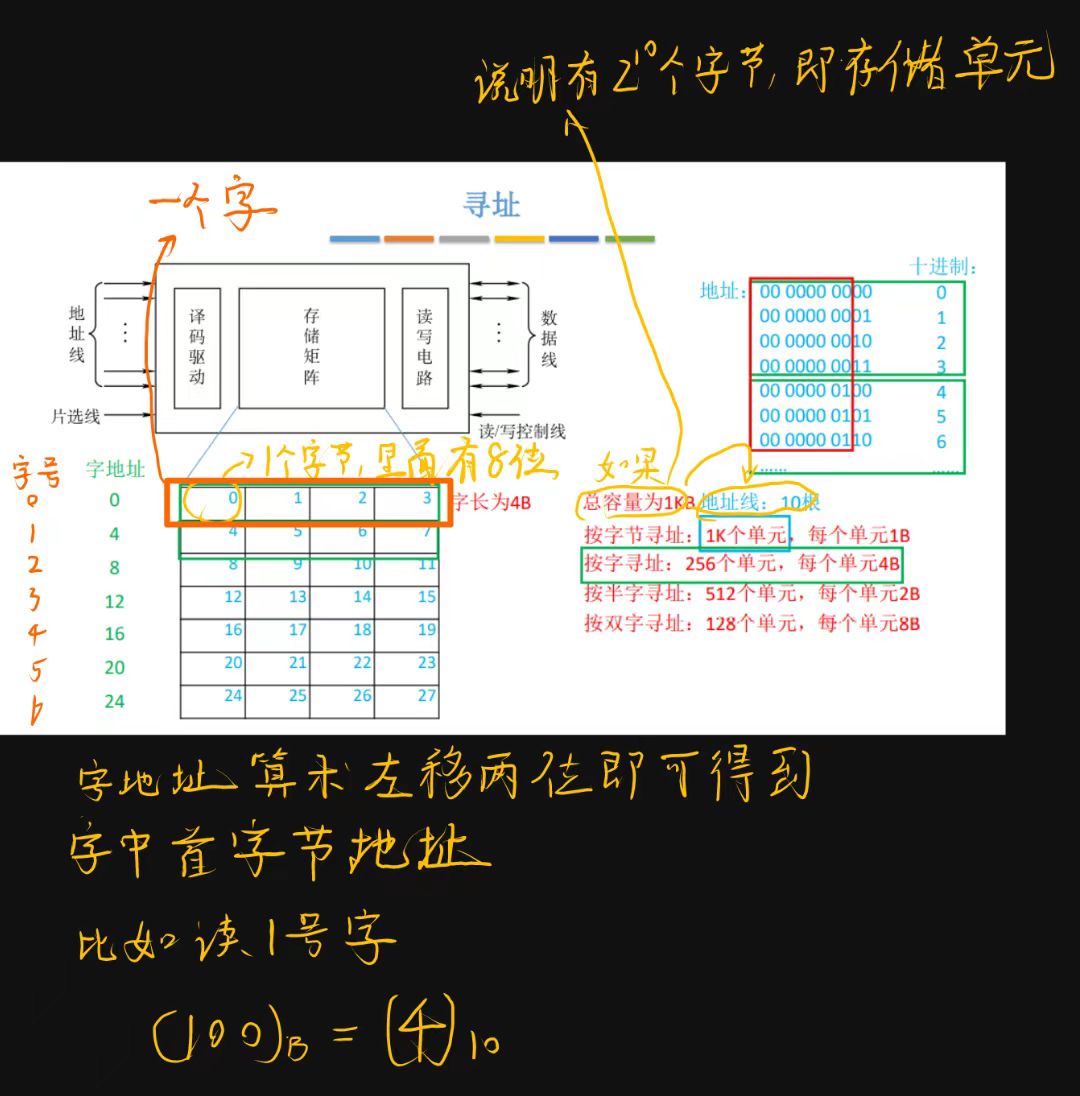 说明有2^10个字节,即存储单元
一个字
寻址
十进制:
地址: 00 0000 0000 0
00 0000 0001 1
00 0000 0010 2
00 0000 0011 3
00 0000 0100 4
00 0000 0101 5
00 0000 0110 6
...... ......
地址线
译码驱动
存储矩阵
读写电路
数据线
片选线
读/写控制线
1个字节,里面有8位
如果
字号 字地址
0 0 0 1 2 3 字长为4B
1 4 4 5 6 7
2 8 8 9 10 11
3 12 12 13 14 15
4 16 16 17 18 19
5 20 20 21 22 23
6 24 24 25 26 27
总容量为1KB 地址线:10根
按字节寻址:1K个单元,每个单元1B
按字寻址:256个单元,每个单元4B
按半字寻址:512个单元,每个单元2B
按双字寻址:128个单元,每个单元8B
字地址算术左移两位即可得到
字中首字节地址
比如读1号字
(100)B = (4)10